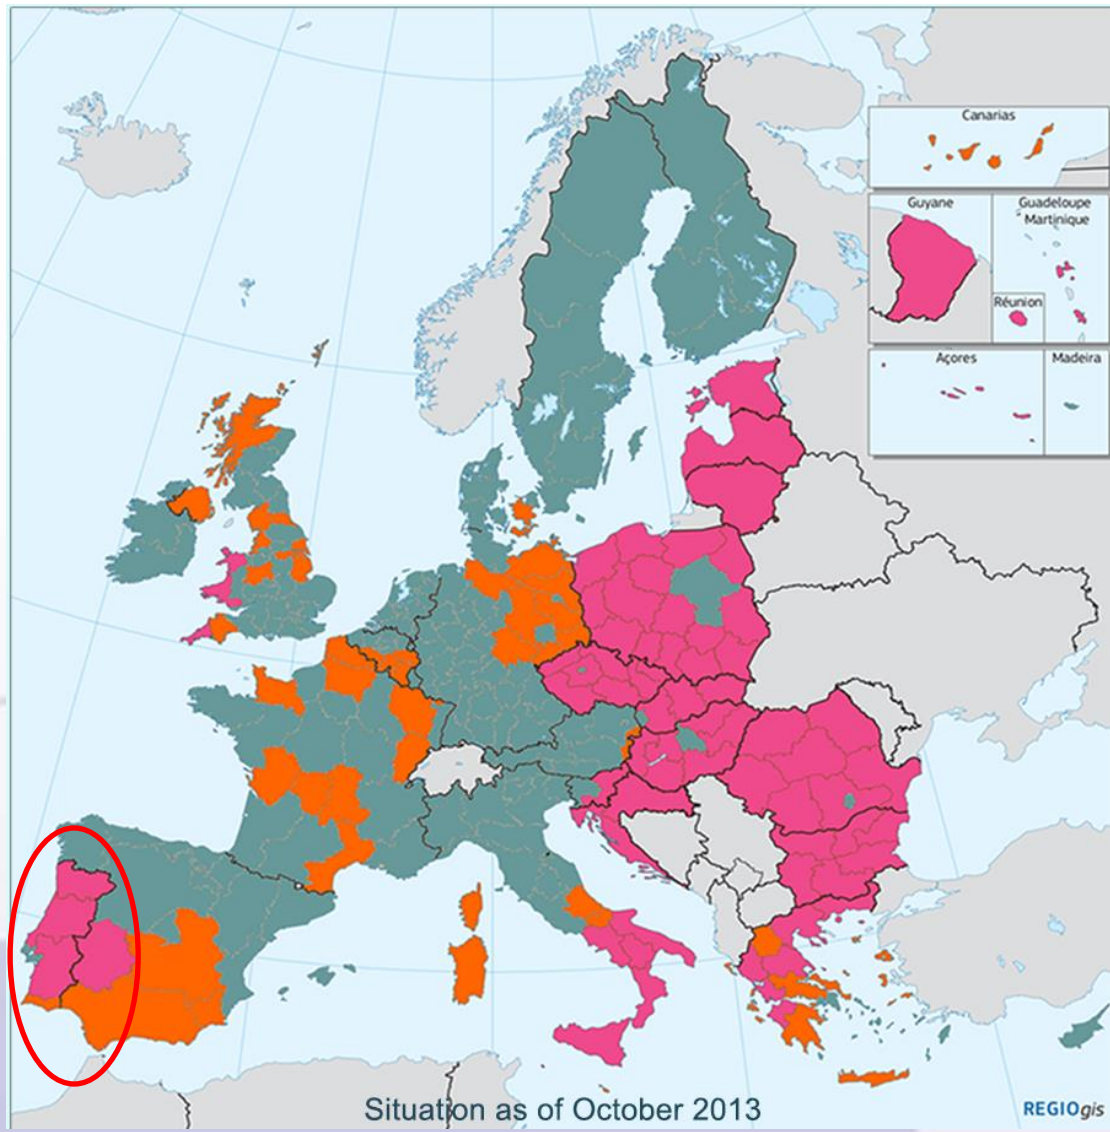 Canarias
Guyane
Guadeloupe
Martinique
Réunion
Açores
Madeira
Situation as of October 2013
REGIOgis